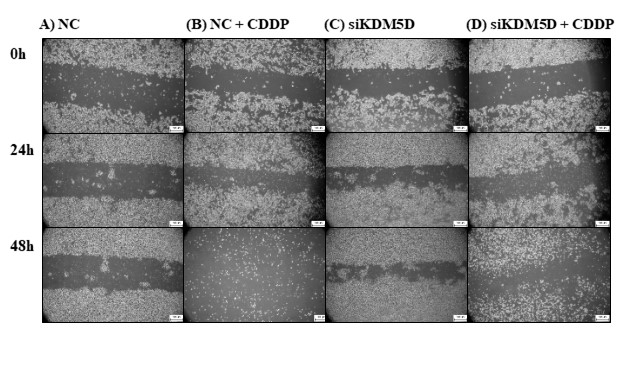 A) NC (B) NC + CDDP (C) siKDM5D (D) siKDM5D + CDDP
0h
24h
48h